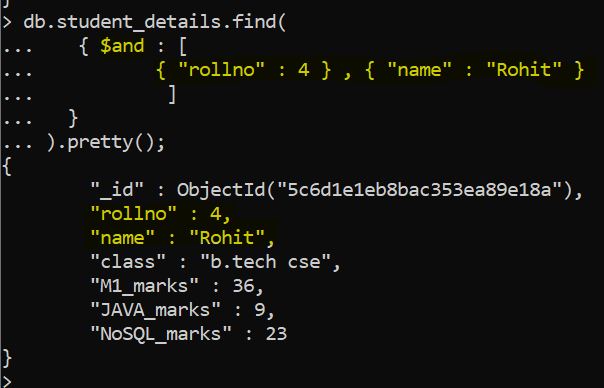 > db.student_details.find(
... { $and : [
... { "rollno" : 4 } , { "name" : "Rohit" }
... ]
... }
... ).pretty();
{
"_id" : ObjectId("5c6d1e1eb8bac353ea89e18a"),
"rollno" : 4,
"name" : "Rohit",
"class" : "b.tech cse",
"M1_marks" : 36,
"JAVA_marks" : 9,
"NoSQL_marks" : 23
}
>